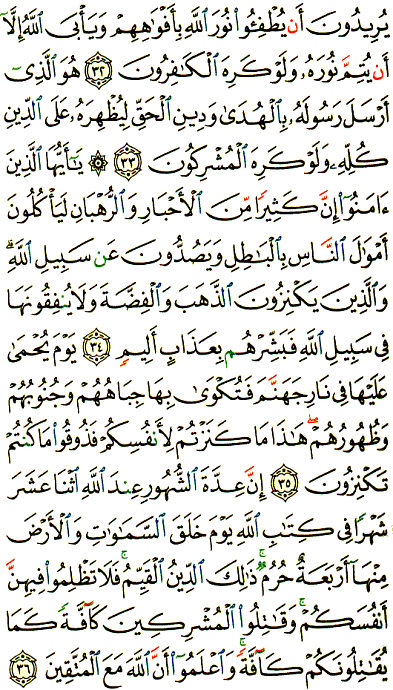 يُرِيدُونَ أَن يُطْفِـُٔوا۟ نُورَ ٱللَّهِ بِأَفْوَٰهِهِمْ وَيَأْبَى ٱللَّهُ إِلَّآ
أَن يُتِمَّ نُورَهُۥ وَلَوْ كَرِهَ ٱلْكَـٰفِرُونَ ٣٢ هُوَ ٱلَّذِىٓ
أَرْسَلَ رَسُولَهُۥ بِٱلْهُدَىٰ وَدِينِ ٱلْحَقِّ لِيُظْهِرَهُۥ عَلَى ٱلدِّينِ
كُلِّهِۦ وَلَوْ كَرِهَ ٱلْمُشْرِكُونَ ٣٣ ۞ يَـٰٓأَيُّهَا ٱلَّذِينَ
ءَامَنُوٓا۟ إِنَّ كَثِيرًا مِّنَ ٱلْأَحْبَارِ وَٱلرُّهْبَانِ لَيَأْكُلُونَ
أَمْوَٰلَ ٱلنَّاسِ بِٱلْبَـٰطِلِ وَيَصُدُّونَ عَن سَبِيلِ ٱللَّهِ ۗ
وَٱلَّذِينَ يَكْنِزُونَ ٱلذَّهَبَ وَٱلْفِضَّةَ وَلَا يُنفِقُونَهَا
فِى سَبِيلِ ٱللَّهِ فَبَشِّرْهُم بِعَذَابٍ أَلِيمٍ ٣٤ يَوْمَ يُحْمَىٰ
عَلَيْهَا فِى نَارِ جَهَنَّمَ فَتُكْوَىٰ بِهَا جِبَاهُهُمْ وَجُنُوبُهُمْ
وَظُهُورُهُمْ ۖ هَـٰذَا مَا كَنَزْتُمْ لِأَنفُسِكُمْ فَذُوقُوا۟ مَا كُنتُمْ
تَكْنِزُونَ ٣٥ إِنَّ عِدَّةَ ٱلشُّهُورِ عِندَ ٱللَّهِ ٱثْنَا عَشَرَ
شَهْرًا فِى كِتَـٰبِ ٱللَّهِ يَوْمَ خَلَقَ ٱلسَّمَـٰوَٰتِ وَٱلْأَرْضَ
مِنْهَآ أَرْبَعَةٌ حُرُمٌ ۚ ذَٰلِكَ ٱلدِّينُ ٱلْقَيِّمُ ۚ فَلَا تَظْلِمُوا۟ فِيهِنَّ
أَنفُسَكُمْ ۚ وَقَـٰتِلُوا۟ ٱلْمُشْرِكِينَ كَآفَّةً كَمَا
يُقَـٰتِلُونَكُمْ كَآفَّةً ۚ وَٱعْلَمُوٓا۟ أَنَّ ٱللَّهَ مَعَ ٱلْمُتَّقِينَ ٣٦